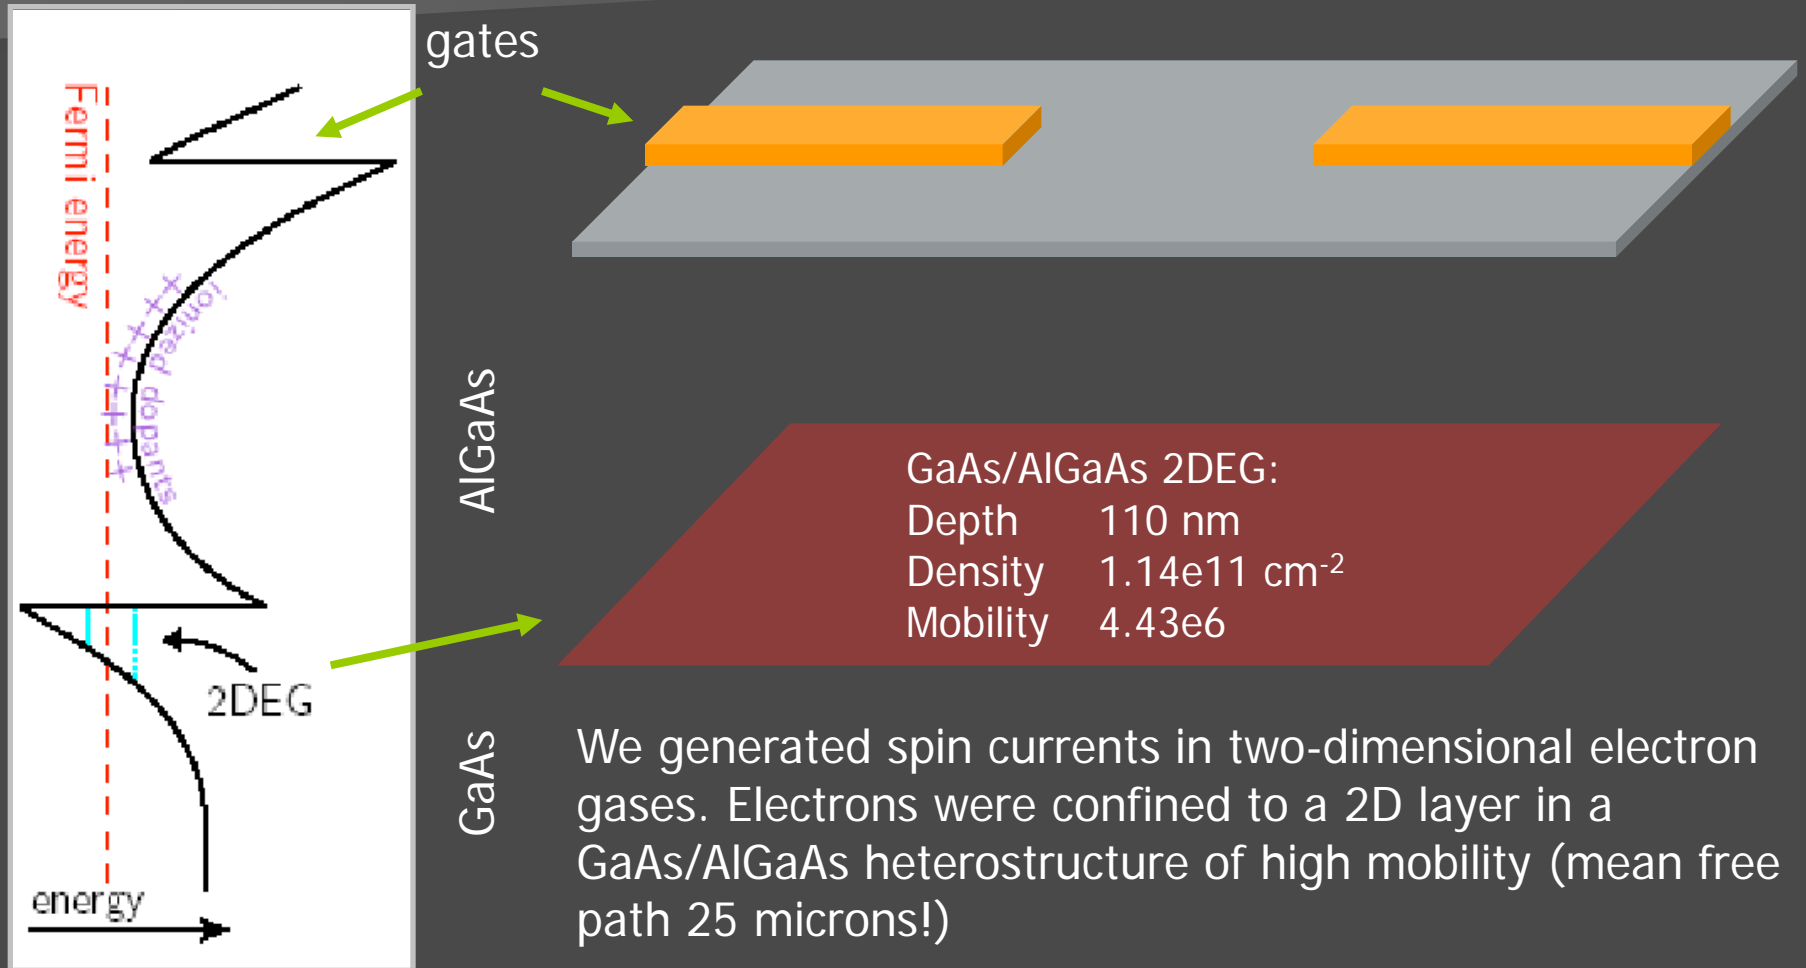 gates
Fermi energy
ionized dopants
2DEG
energy
AlGaAs
GaAs
GaAs/AlGaAs 2DEG:
Depth 110 nm
Density 1.14e11 cm-2
Mobility 4.43e6
We generated spin currents in two-dimensional electron
gases. Electrons were confined to a 2D layer in a
GaAs/AlGaAs heterostructure of high mobility (mean free
path 25 microns!)